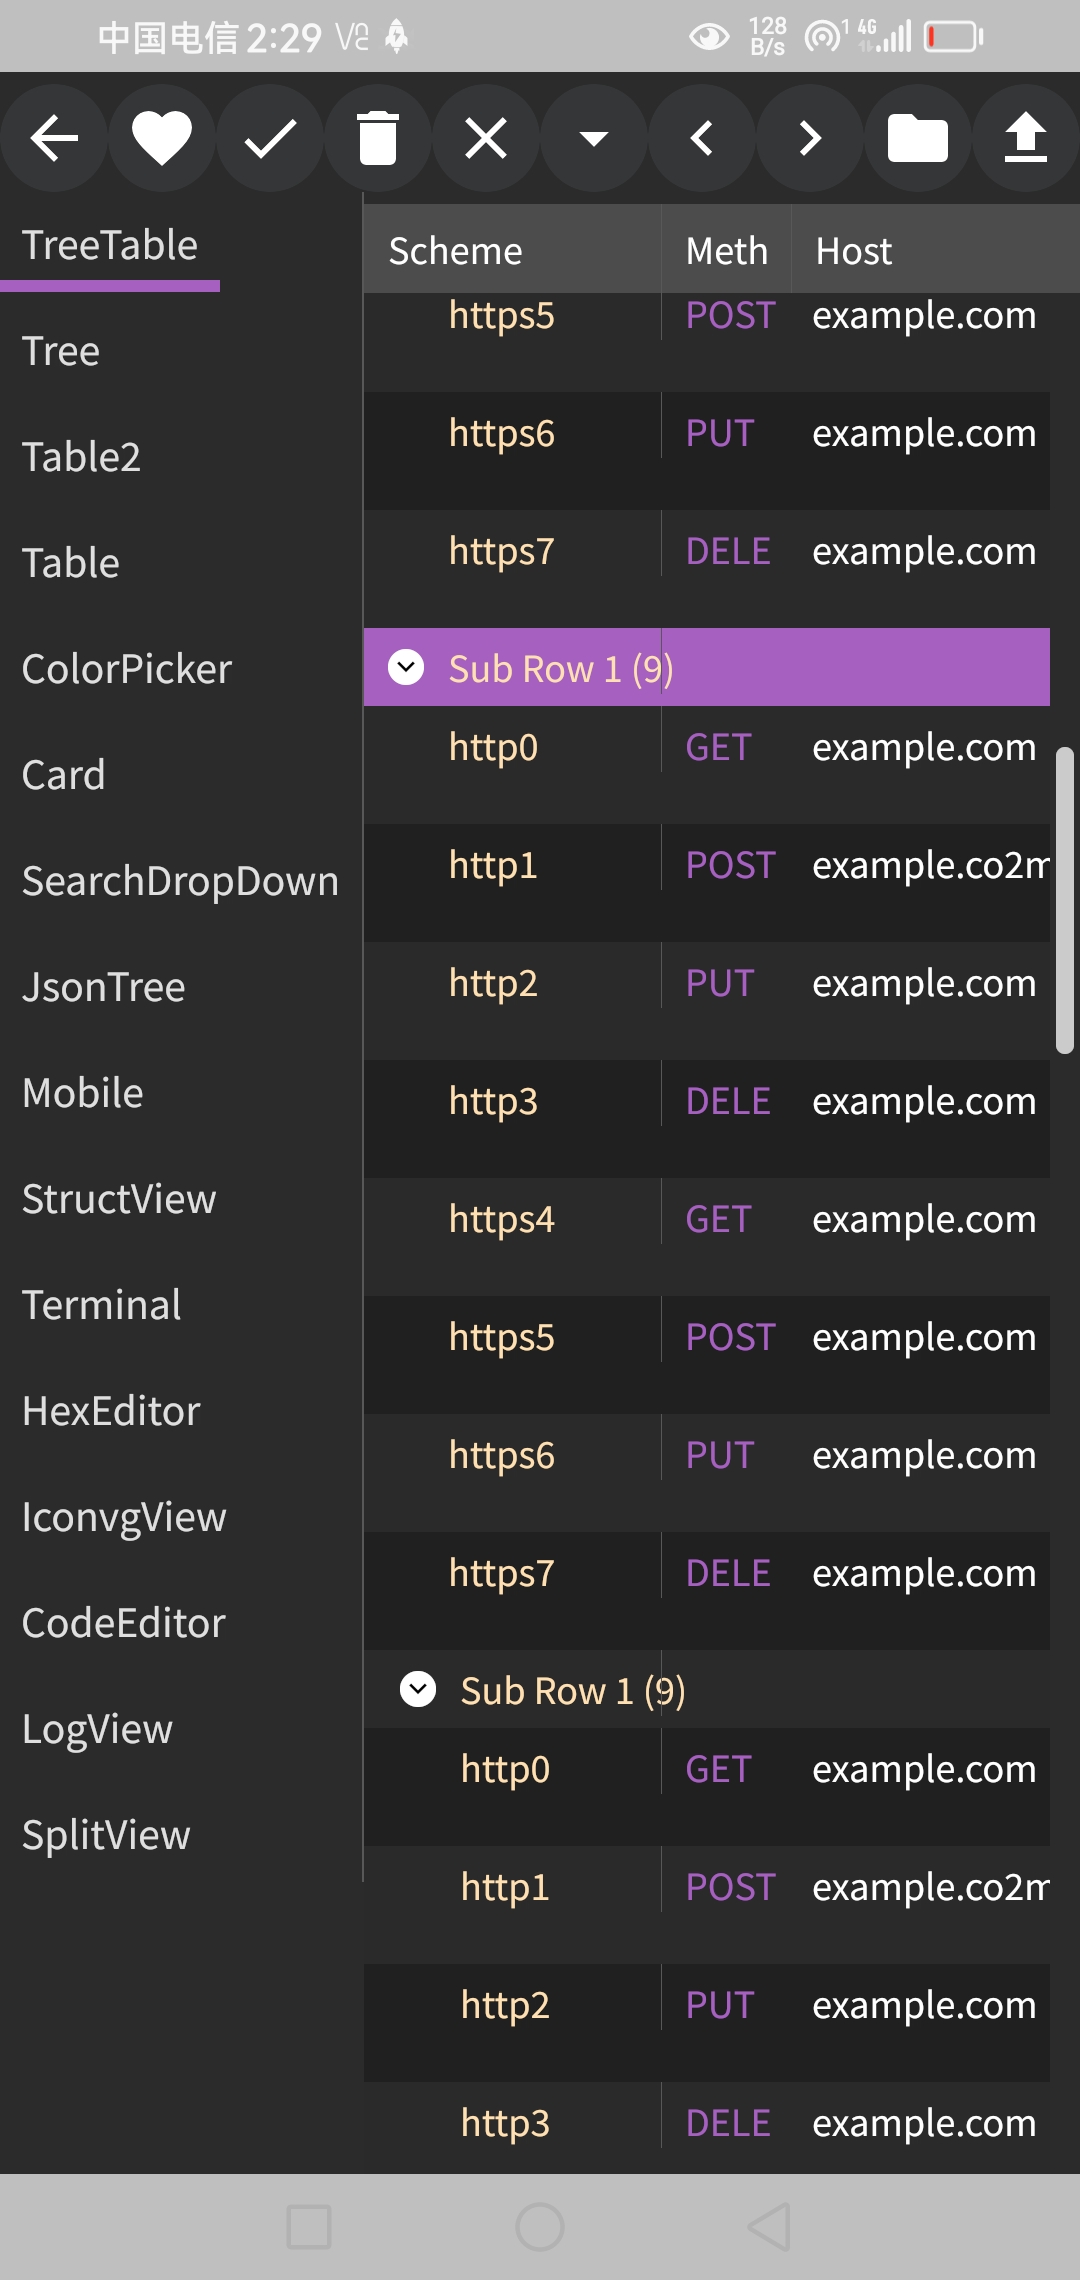 中国电信 2:29
128 B/s
1 4G
TreeTable
Tree
Table2
Table
ColorPicker
Card
SearchDropDown
JsonTree
Mobile
StructView
Terminal
HexEditor
IconvgView
CodeEditor
LogView
SplitView
Scheme Meth Host
https5 POST example.com
https6 PUT example.com
https7 DELE example.com
Sub Row 1 (9)
http0 GET example.com
http1 POST example.co2m
http2 PUT example.com
http3 DELE example.com
https4 GET example.com
https5 POST example.com
https6 PUT example.com
https7 DELE example.com
Sub Row 1 (9)
http0 GET example.com
http1 POST example.co2m
http2 PUT example.com
http3 DELE example.com